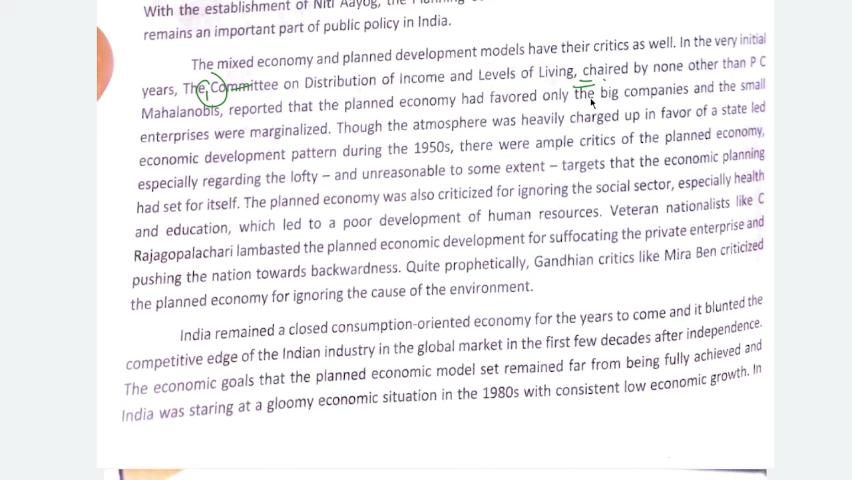 With the establishment of Niti Aayog, the
remains an important part of public policy in India.
The mixed economy and planned development models have their critics as well. In the very initial
years, The Committee on Distribution of Income and Levels of Living, chaired by none other than P C
Mahalanobis, reported that the planned economy had favored only the big companies and the small
enterprises were marginalized. Though the atmosphere was heavily charged up in favor of a state led
economic development pattern during the 1950s, there were ample critics of the planned economy,
especially regarding the lofty – and unreasonable to some extent – targets that the economic planning
had set for itself. The planned economy was also criticized for ignoring the social sector, especially health
and education, which led to a poor development of human resources. Veteran nationalists like C
Rajagopalachari lambasted the planned economic development for suffocating the private enterprise and
pushing the nation towards backwardness. Quite prophetically, Gandhian critics like Mira Ben criticized
the planned economy for ignoring the cause of the environment.
India remained a closed consumption-oriented economy for the years to come and it blunted the
competitive edge of the Indian industry in the global market in the first few decades after independence.
The economic goals that the planned economic model set remained far from being fully achieved and
India was staring at a gloomy economic situation in the 1980s with consistent low economic growth. In